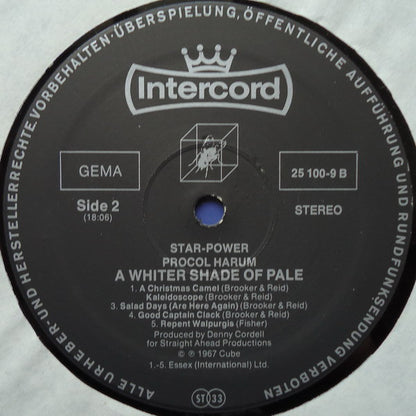 ALLE URHEBER- UND HERSTELLERRECHTE VORBEHALTEN - ÜBERSPIELUNG, ÖFFENTLICHE AUFFÜHRUNG UND RUNDFUNKSENDUNG VERBOTEN
Intercord
GEMA
25 100-9 B
Side 2
(18:06)
STEREO
STAR-POWER
PROCOL HARUM
A WHITER SHADE OF PALE
1. A Christmas Camel (Brooker & Reid)
Kaleidoscope (Brooker & Reid)
3. Salad Days (Are Here Again) (Brooker & Reid)
4. Good Captain Clack (Brooker & Reid)
5. Repent Walpurgis (Fisher)
Produced by Denny Cordell
for Straight Ahead Productions
© ℗ 1967 Cube
1.-5. Essex (International) Ltd.
ST 33